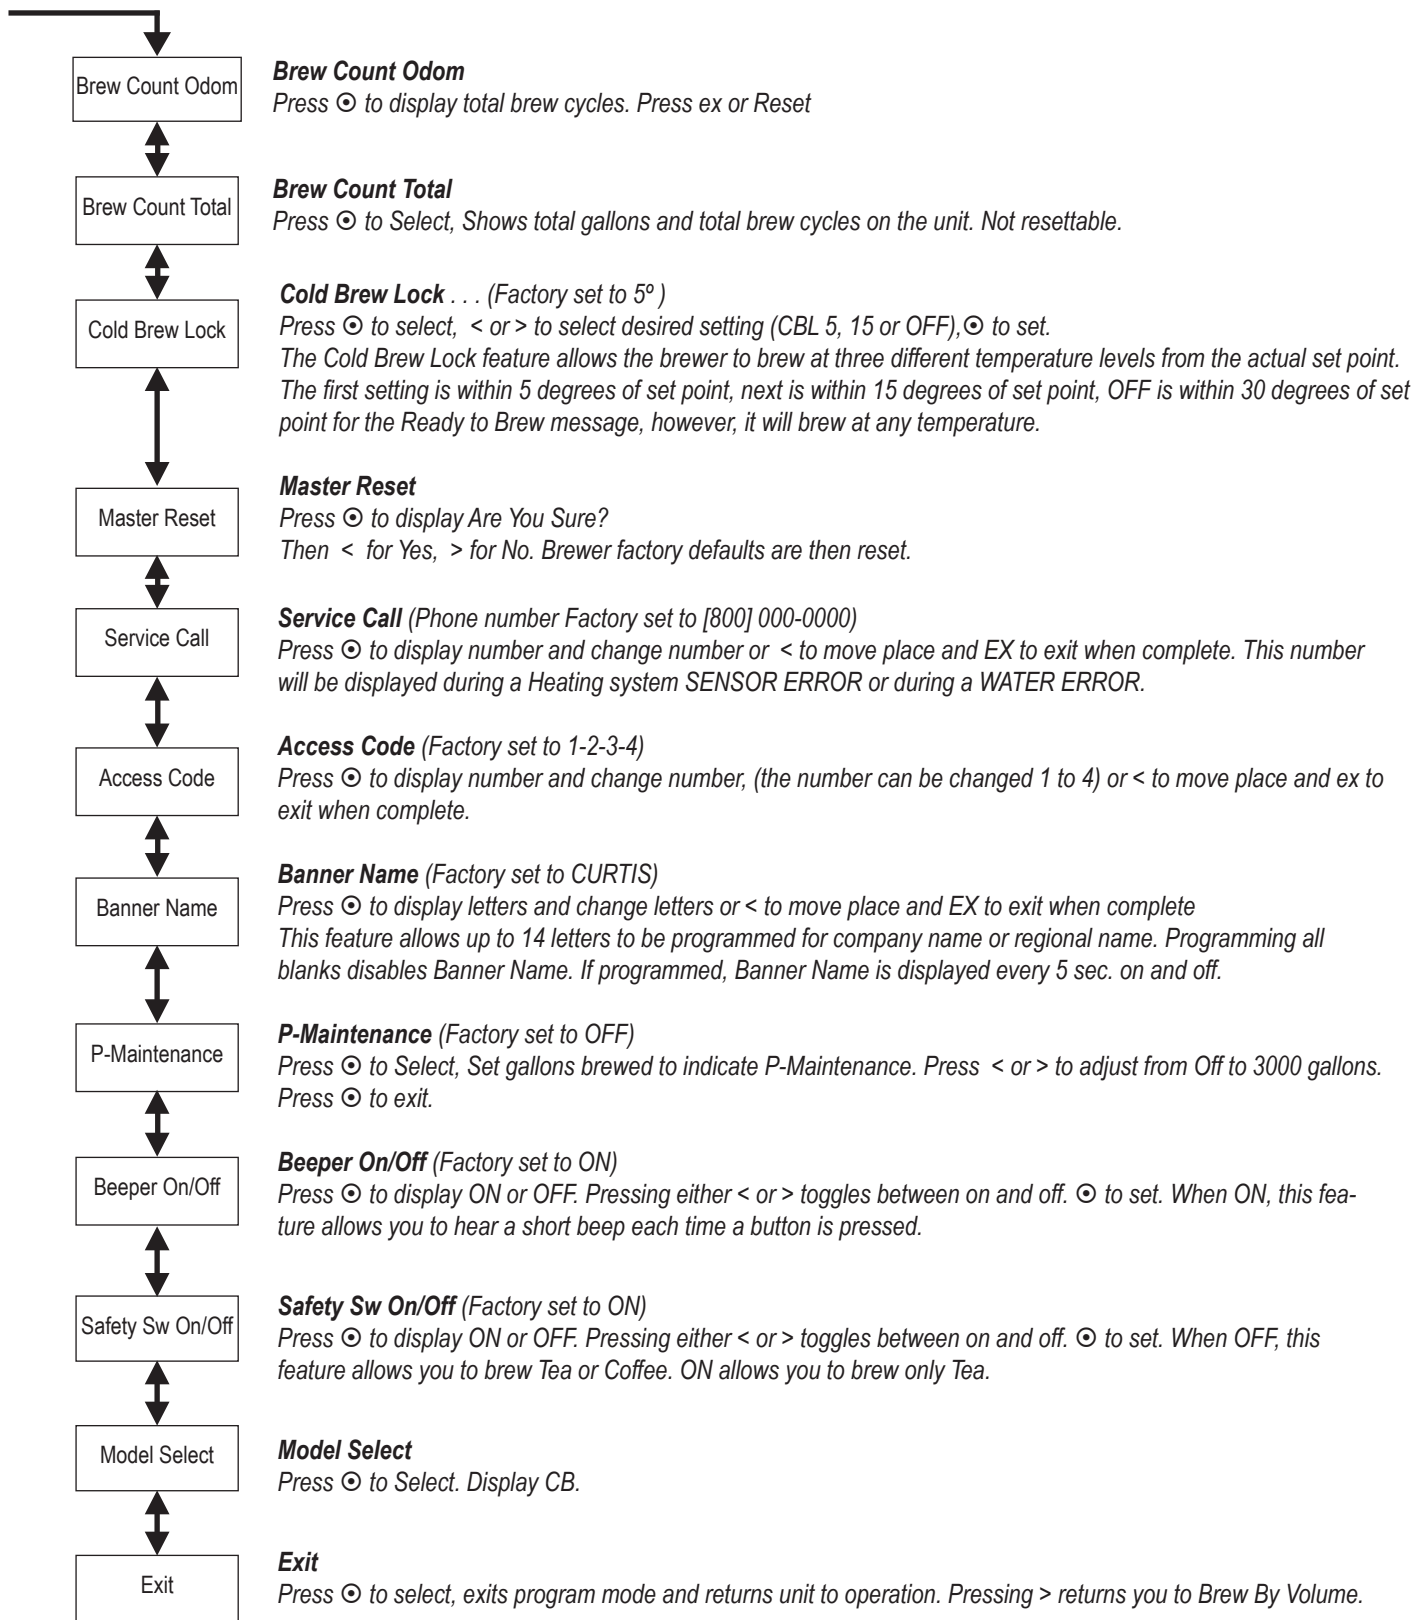 Brew Count Odom
Brew Count Odom
Press ⊙ to display total brew cycles. Press ex or Reset
Brew Count Total
Brew Count Total
Press ⊙ to Select, Shows total gallons and total brew cycles on the unit. Not resettable.
Cold Brew Lock
Cold Brew Lock . . . (Factory set to 5º )
Press ⊙ to select, < or > to select desired setting (CBL 5, 15 or OFF),⊙ to set.
The Cold Brew Lock feature allows the brewer to brew at three different temperature levels from the actual set point.
The first setting is within 5 degrees of set point, next is within 15 degrees of set point, OFF is within 30 degrees of set
point for the Ready to Brew message, however, it will brew at any temperature.
Master Reset
Master Reset
Press ⊙ to display Are You Sure?
Then < for Yes, > for No. Brewer factory defaults are then reset.
Service Call
Service Call (Phone number Factory set to [800] 000-0000)
Press ⊙ to display number and change number or < to move place and EX to exit when complete. This number
will be displayed during a Heating system SENSOR ERROR or during a WATER ERROR.
Access Code
Access Code (Factory set to 1-2-3-4)
Press ⊙ to display number and change number, (the number can be changed 1 to 4) or < to move place and ex to
exit when complete.
Banner Name
Banner Name (Factory set to CURTIS)
Press ⊙ to display letters and change letters or < to move place and EX to exit when complete
This feature allows up to 14 letters to be programmed for company name or regional name. Programming all
blanks disables Banner Name. If programmed, Banner Name is displayed every 5 sec. on and off.
P-Maintenance
P-Maintenance (Factory set to OFF)
Press ⊙ to Select, Set gallons brewed to indicate P-Maintenance. Press < or > to adjust from Off to 3000 gallons.
Press ⊙ to exit.
Beeper On/Off
Beeper On/Off (Factory set to ON)
Press ⊙ to display ON or OFF. Pressing either < or > toggles between on and off. ⊙ to set. When ON, this fea-
ture allows you to hear a short beep each time a button is pressed.
Safety Sw On/Off
Safety Sw On/Off (Factory set to ON)
Press ⊙ to display ON or OFF. Pressing either < or > toggles between on and off. ⊙ to set. When OFF, this
feature allows you to brew Tea or Coffee. ON allows you to brew only Tea.
Model Select
Model Select
Press ⊙ to Select. Display CB.
Exit
Exit
Press ⊙ to select, exits program mode and returns unit to operation. Pressing > returns you to Brew By Volume.